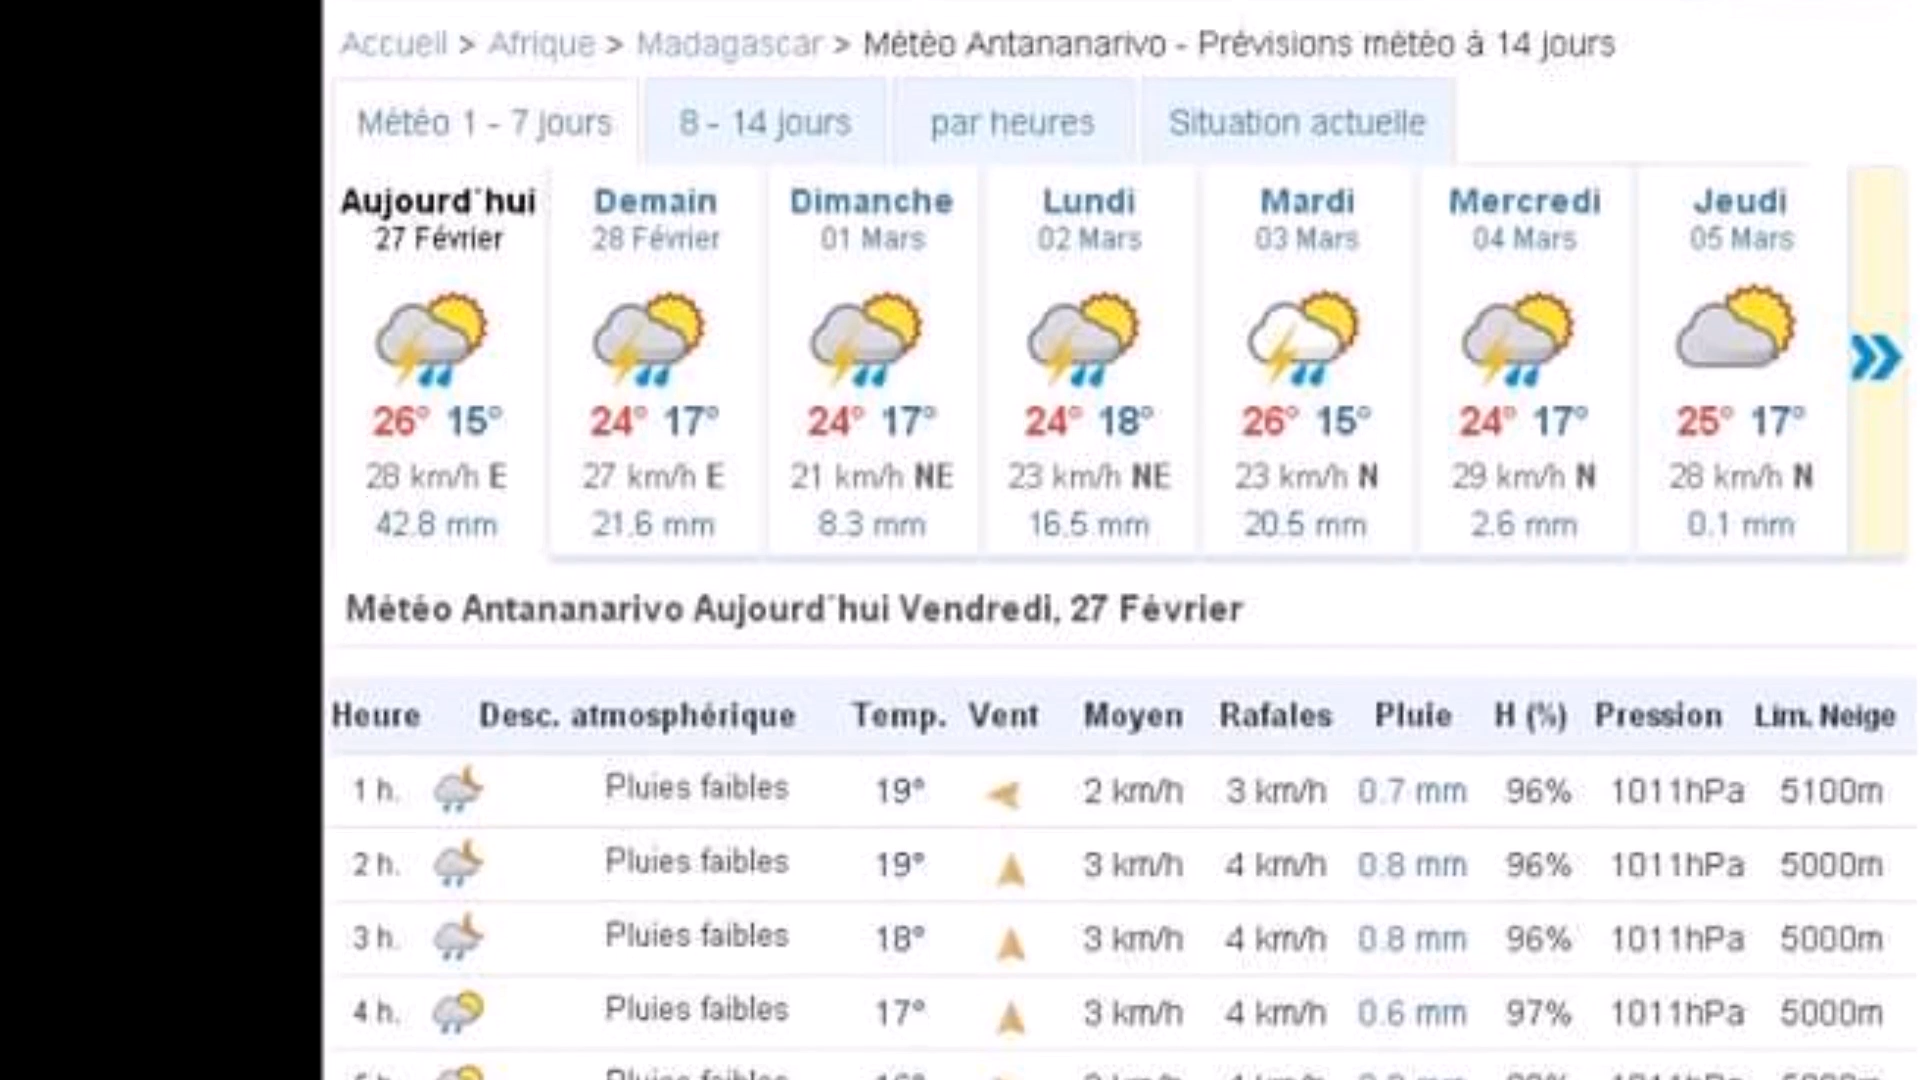 Accueil > Afrique > Madagascar > Météo Antananarivo - Prévisions météo à 14 jours
Météo 1 - 7 jours 8 - 14 jours par heures Situation actuelle
Aujourd´hui Demain Dimanche Lundi Mardi Mercredi Jeudi
27 Février 28 Février 01 Mars 02 Mars 03 Mars 04 Mars 05 Mars
26° 15° 24° 17° 24° 17° 24° 18° 26° 15° 24° 17° 25° 17°
28 km/h E 27 km/h E 21 km/h NE 23 km/h NE 23 km/h N 29 km/h N 28 km/h N
42.8 mm 21.6 mm 8.3 mm 16.5 mm 20.5 mm 2.6 mm 0.1 mm
Météo Antananarivo Aujourd´hui Vendredi, 27 Février
Heure Desc. atmosphérique Temp. Vent Moyen Rafales Pluie H (%) Pression Lim. Neige
1 h. Pluies faibles 19° 2 km/h 3 km/h 0.7 mm 96% 1011hPa 5100m
2 h. Pluies faibles 19° 3 km/h 4 km/h 0.8 mm 96% 1011hPa 5000m
3 h. Pluies faibles 18° 3 km/h 4 km/h 0.8 mm 96% 1011hPa 5000m
4 h. Pluies faibles 17° 3 km/h 4 km/h 0.6 mm 97% 1011hPa 5000m
Pluies faibles